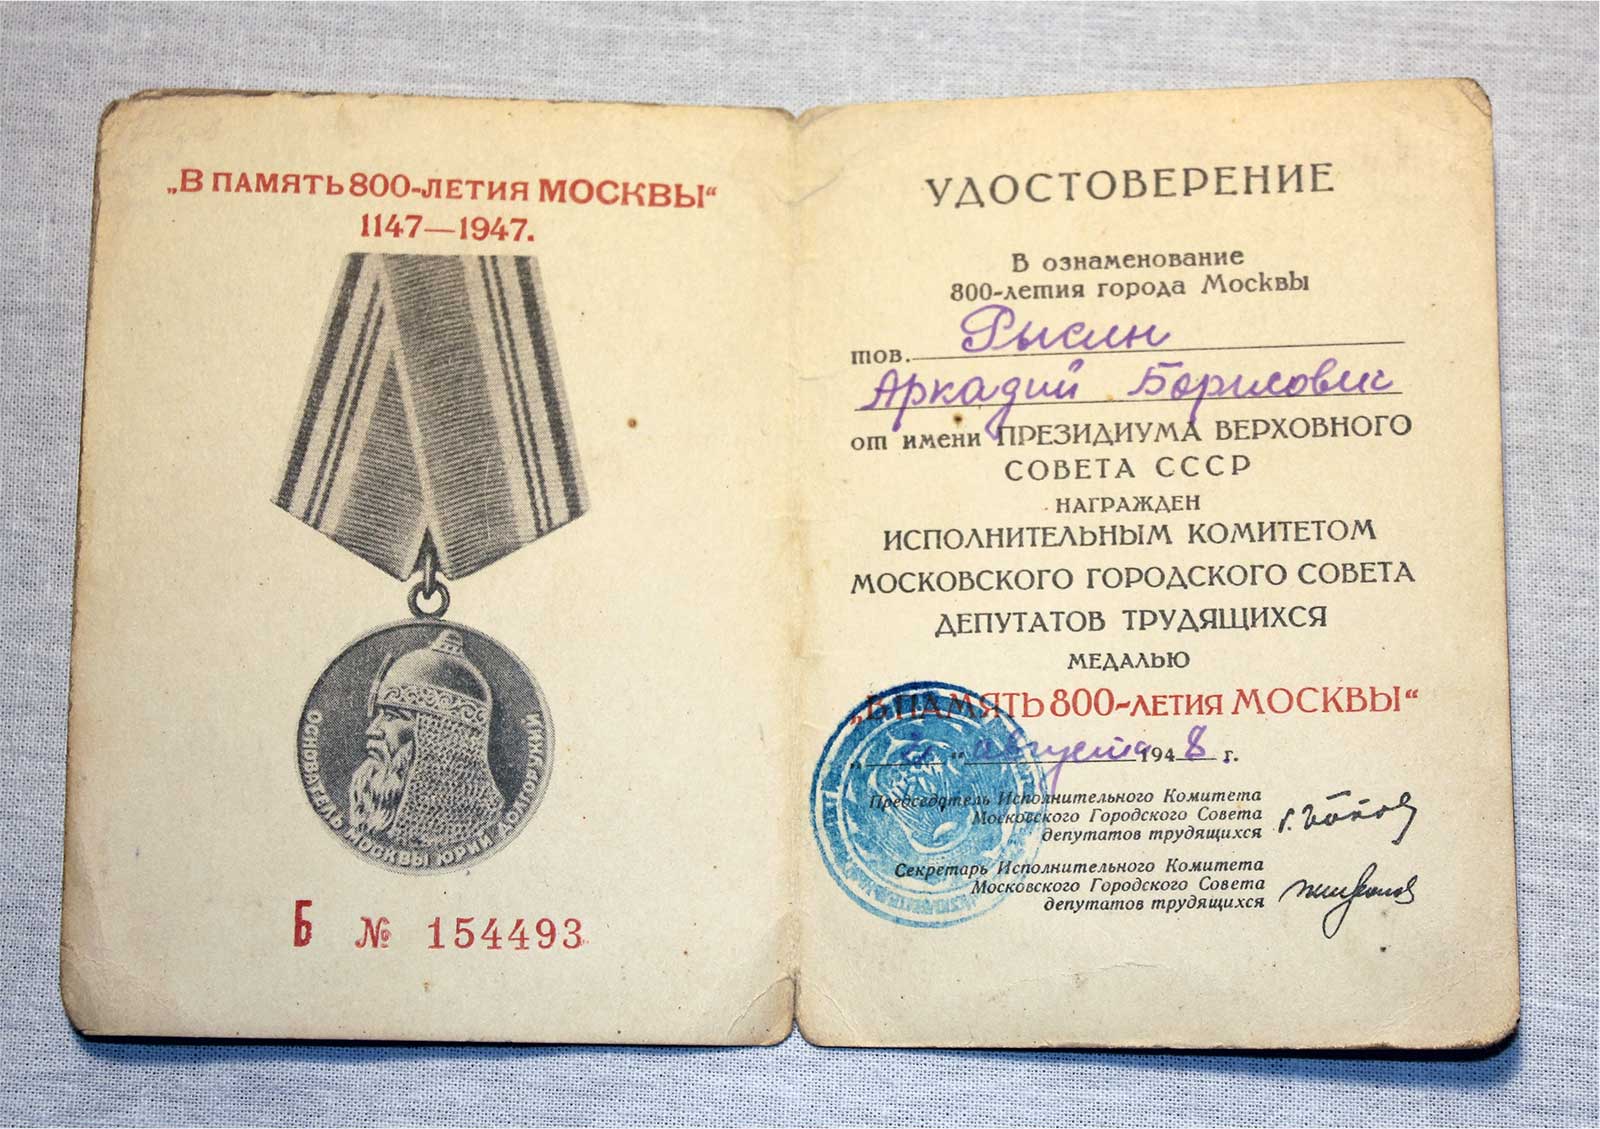 „В ПАМЯТЬ 800-ЛЕТИЯ МОСКВЫ“
1147—1947.
ОСНОВАТЕЛЬ МОСКВЫ ЮРИЙ ДОЛГОРУКИЙ
Б № 154493
УДОСТОВЕРЕНИЕ
В ознаменование
800-летия города Москвы
тов. Рысин
Аркадий Борисович
от имени ПРЕЗИДИУМА ВЕРХОВНОГО
СОВЕТА СССР
НАГРАЖДЕН
ИСПОЛНИТЕЛЬНЫМ КОМИТЕТОМ
МОСКОВСКОГО ГОРОДСКОГО СОВЕТА
ДЕПУТАТОВ ТРУДЯЩИХСЯ
МЕДАЛЬЮ
„В ПАМЯТЬ 800-ЛЕТИЯ МОСКВЫ“
августа 1948 г.
Председатель Исполнительного Комитета
Московского Городского Совета
депутатов трудящихся
Секретарь Исполнительного Комитета
Московского Городского Совета
депутатов трудящихся